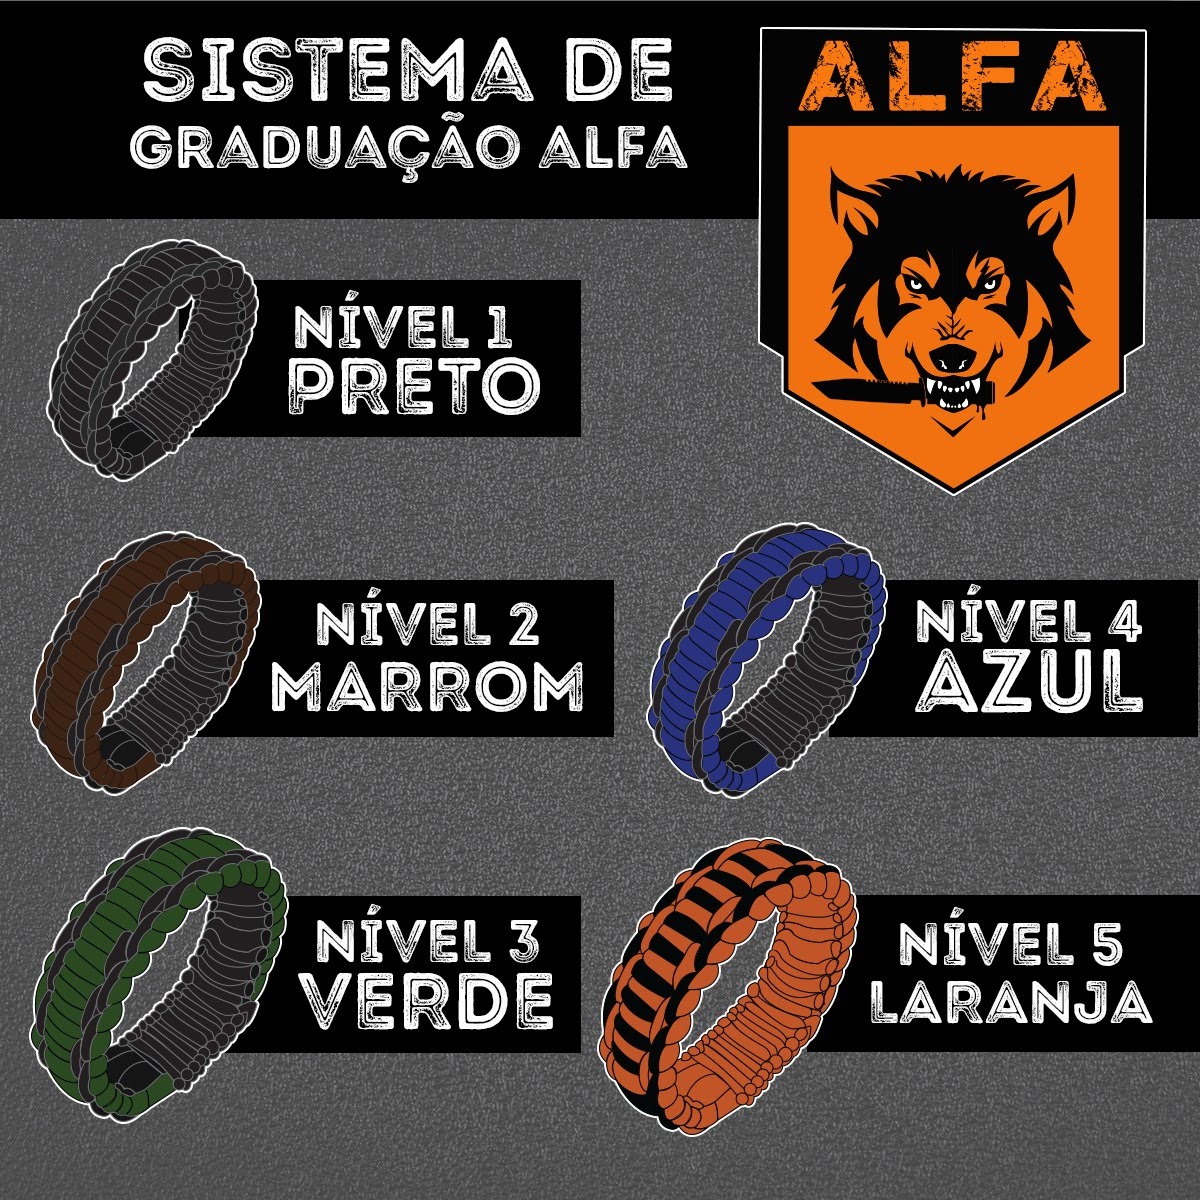 SISTEMA DE
GRADUAÇÃO ALFA
ALFA
NÍVEL 1
PRETO
NÍVEL 2
MARROM
NÍVEL 4
AZUL
NÍVEL 3
VERDE
NÍVEL 5
LARANJA